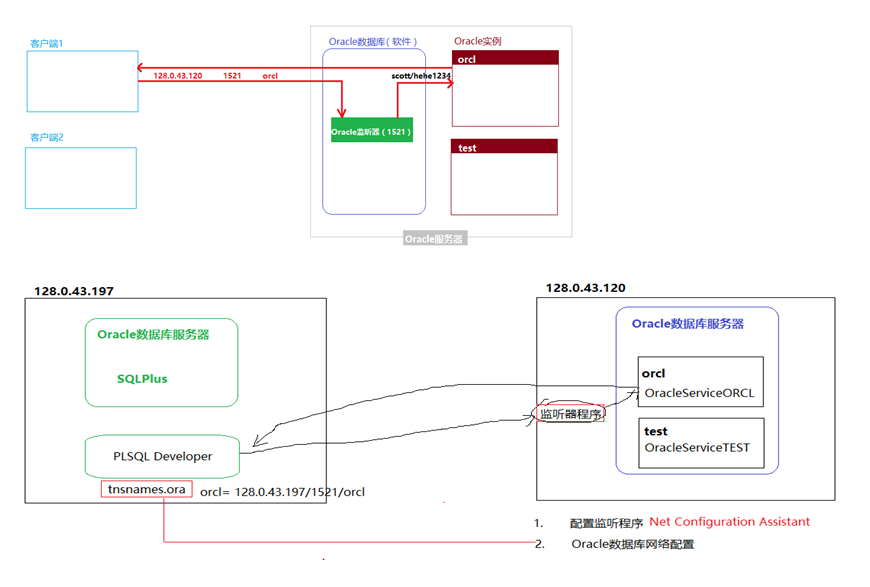 客户端1
Oracle数据库(软件)
Oracle实例
orcl
128.0.43.120 1521 orcl
scott/hehe1234
Oracle监听器(1521)
客户端2
test
Oracle服务器
128.0.43.197
128.0.43.120
Oracle数据库服务器
SQLPlus
Oracle数据库服务器
orcl
OracleServiceORCL
监听器程序
test
OracleServiceTEST
PLSQL Developer
tnsnames.ora orcl= 128.0.43.197/1521/orcl
1. 配置监听程序 Net Configuration Assistant
2. Oracle数据库网络配置